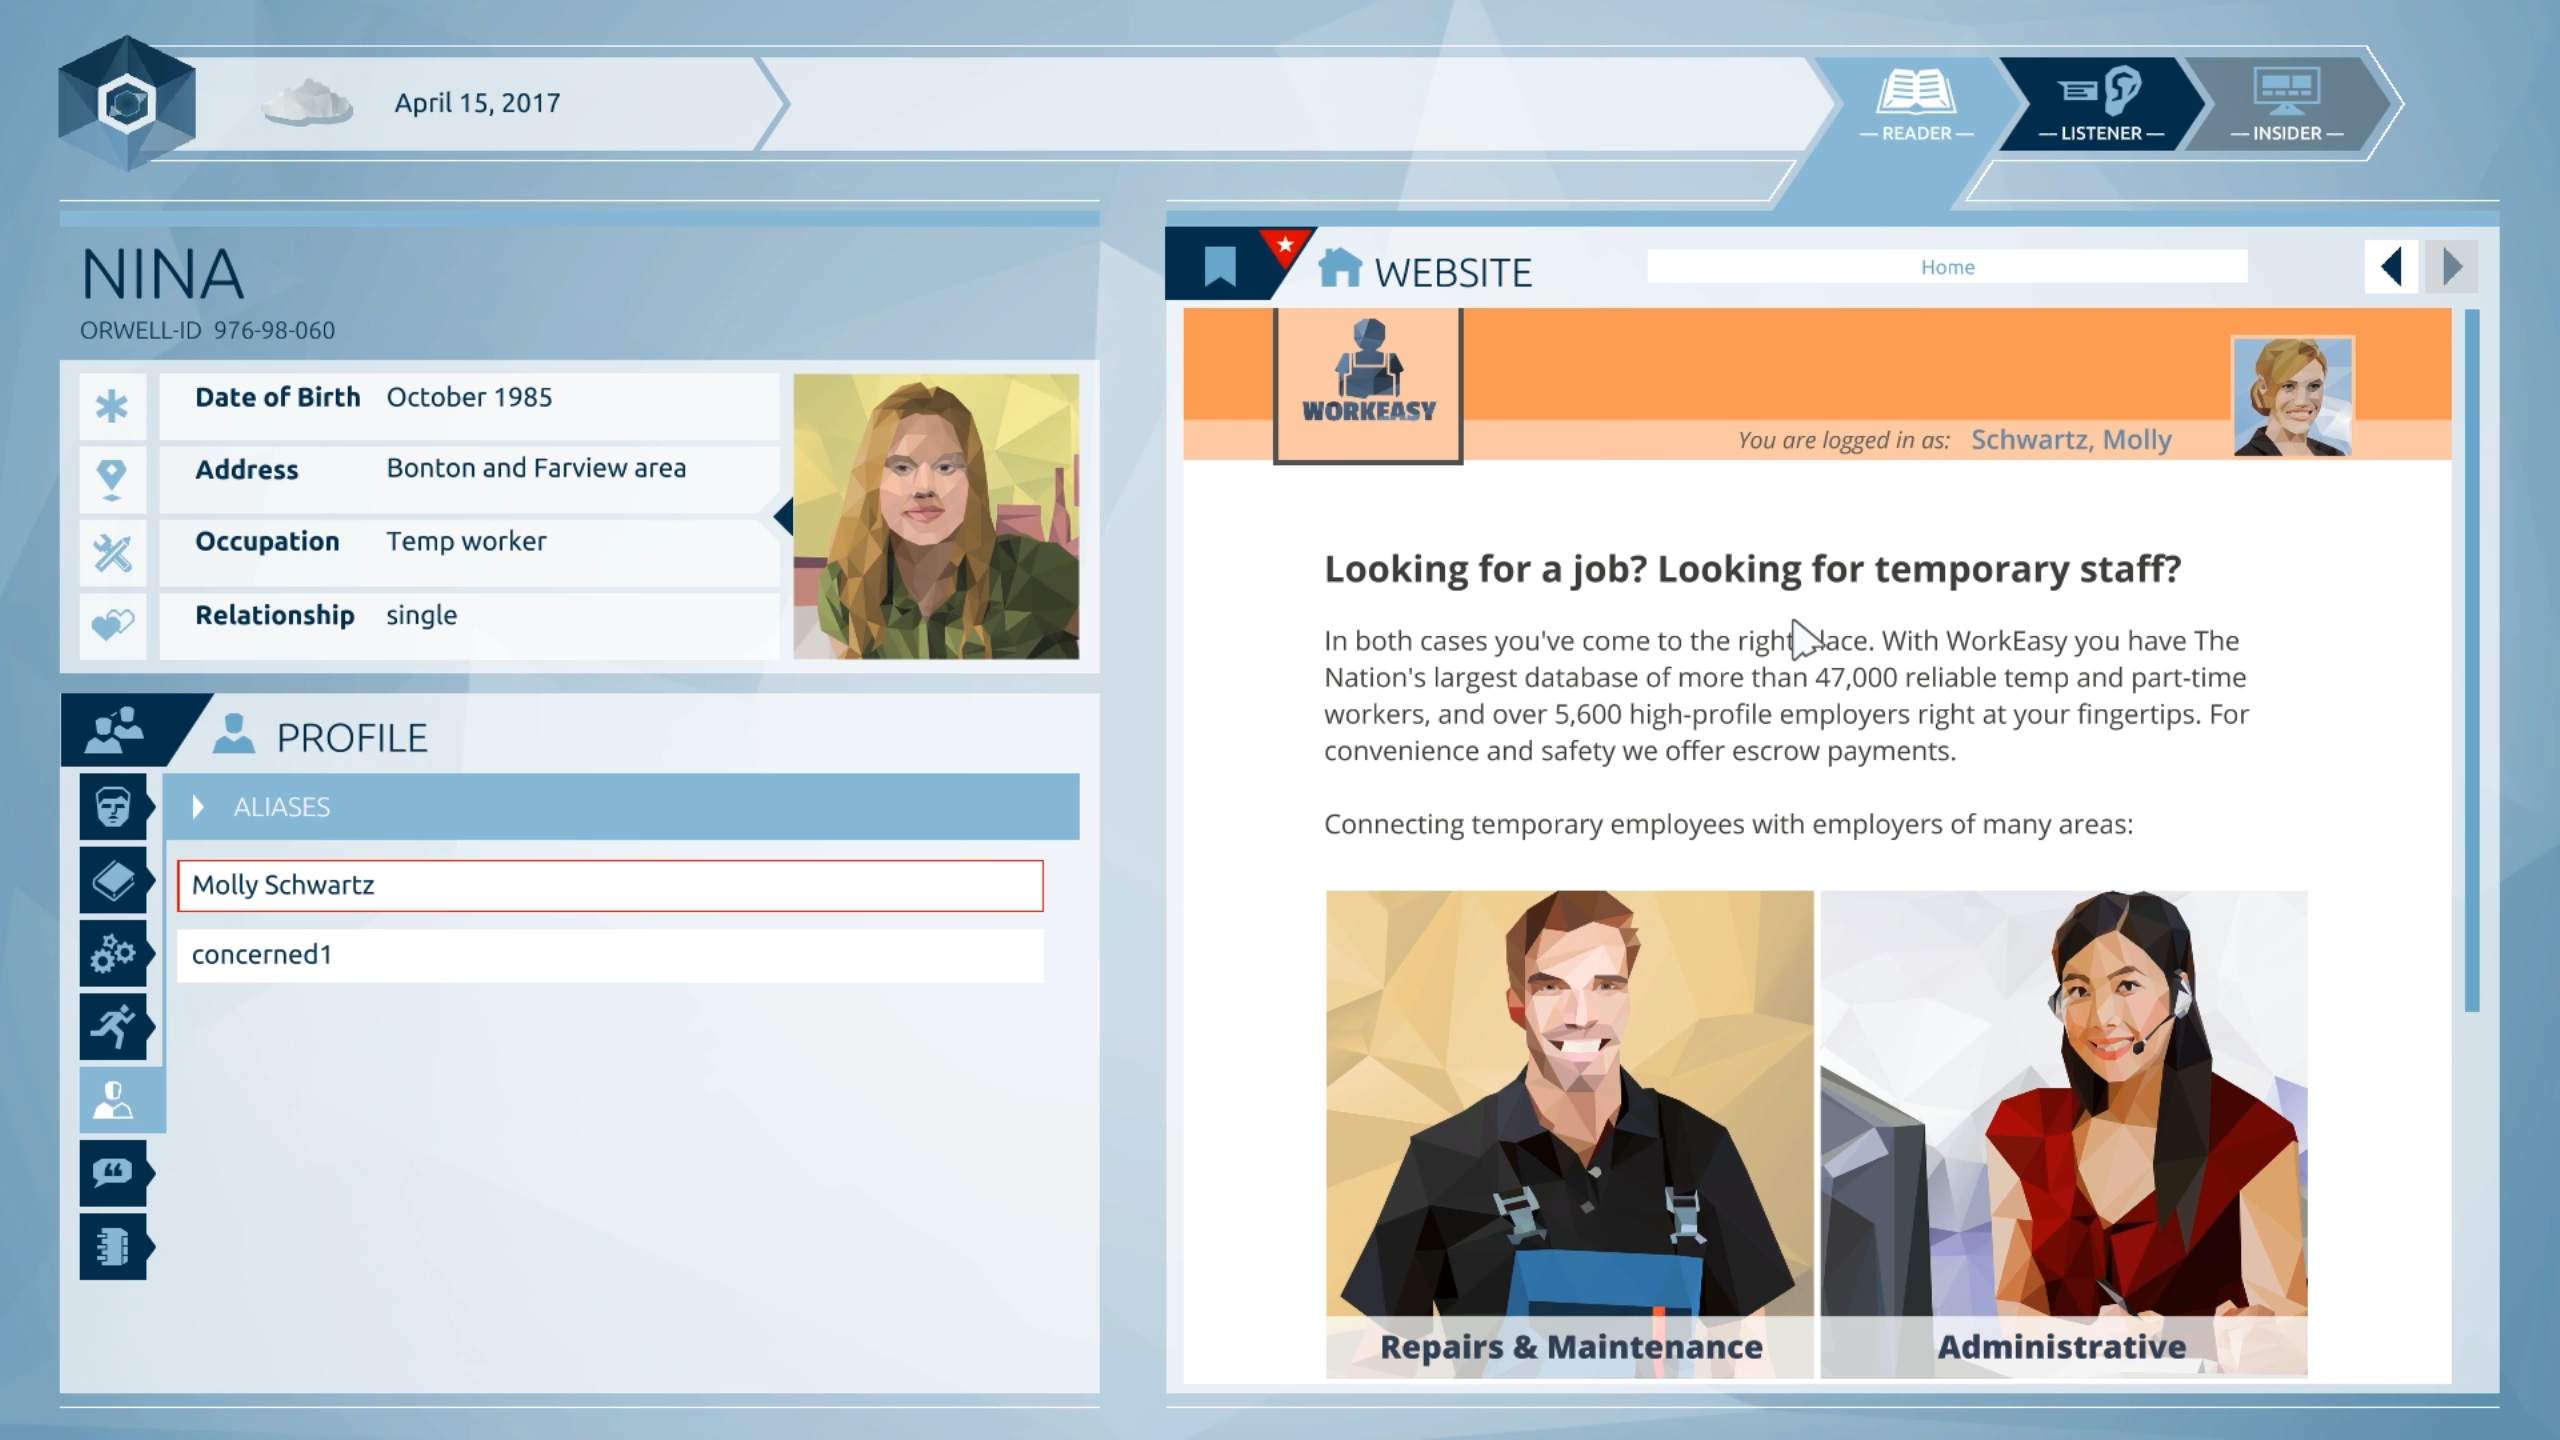 April 15, 2017
— READER —
— LISTENER —
— INSIDER —
NINA
ORWELL-ID 976-98-060
Date of Birth October 1985
Address Bonton and Farview area
Occupation Temp worker
Relationship single
PROFILE
ALIASES
Molly Schwartz
concerned1
WEBSITE
Home
WORKEASY
You are logged in as: Schwartz, Molly
Looking for a job? Looking for temporary staff?
In both cases you've come to the right place. With WorkEasy you have The
Nation's largest database of more than 47,000 reliable temp and part-time
workers, and over 5,600 high-profile employers right at your fingertips. For
convenience and safety we offer escrow payments.
Connecting temporary employees with employers of many areas:
Repairs & Maintenance
Administrative